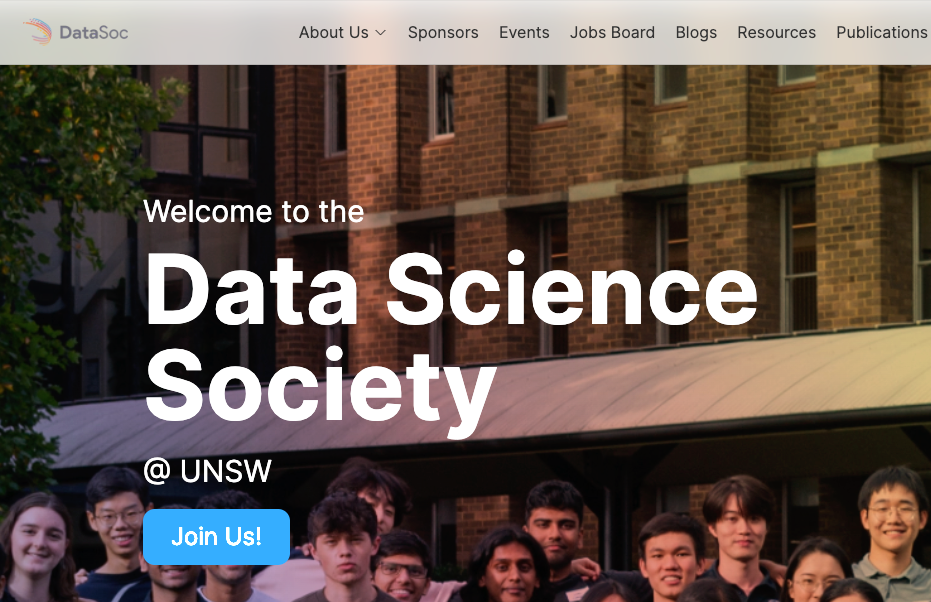 DataSoc
About Us Sponsors Events Jobs Board Blogs Resources Publications
Welcome to the
Data Science
Society
@ UNSW
Join Us!